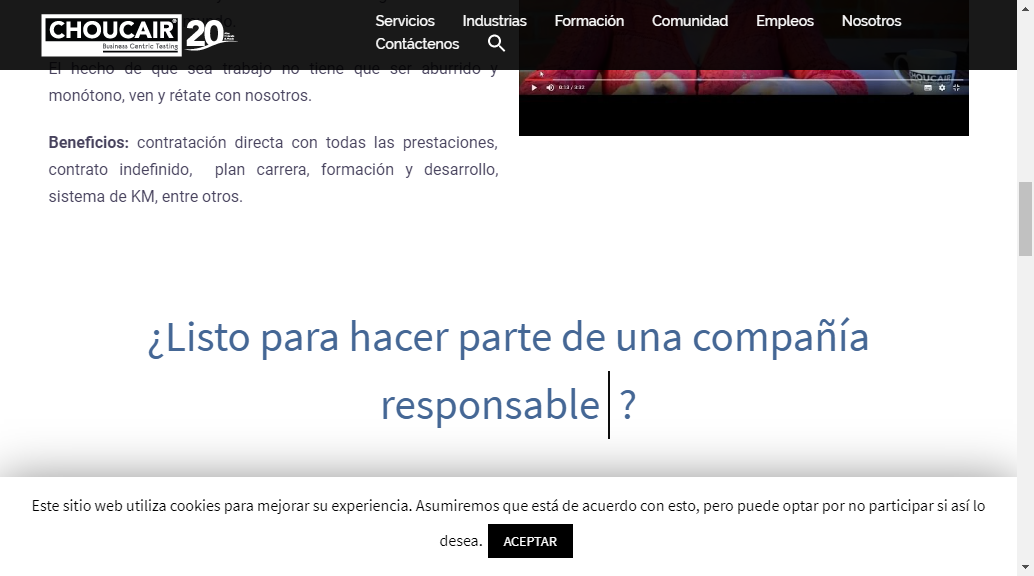 CHOUCAIR
Business Centric Testing
20
Servicios Industrias Formación Comunidad Empleos Nosotros
Contáctenos
El hecho de que sea trabajo no tiene que ser aburrido y
monótono, ven y rétate con nosotros.
CHOUCAIR
0:13 / 3:32
Beneficios: contratación directa con todas las prestaciones,
contrato indefinido, plan carrera, formación y desarrollo,
sistema de KM, entre otros.
¿Listo para hacer parte de una compañía
responsable ?
Este sitio web utiliza cookies para mejorar su experiencia. Asumiremos que está de acuerdo con esto, pero puede optar por no participar si así lo
desea. ACEPTAR